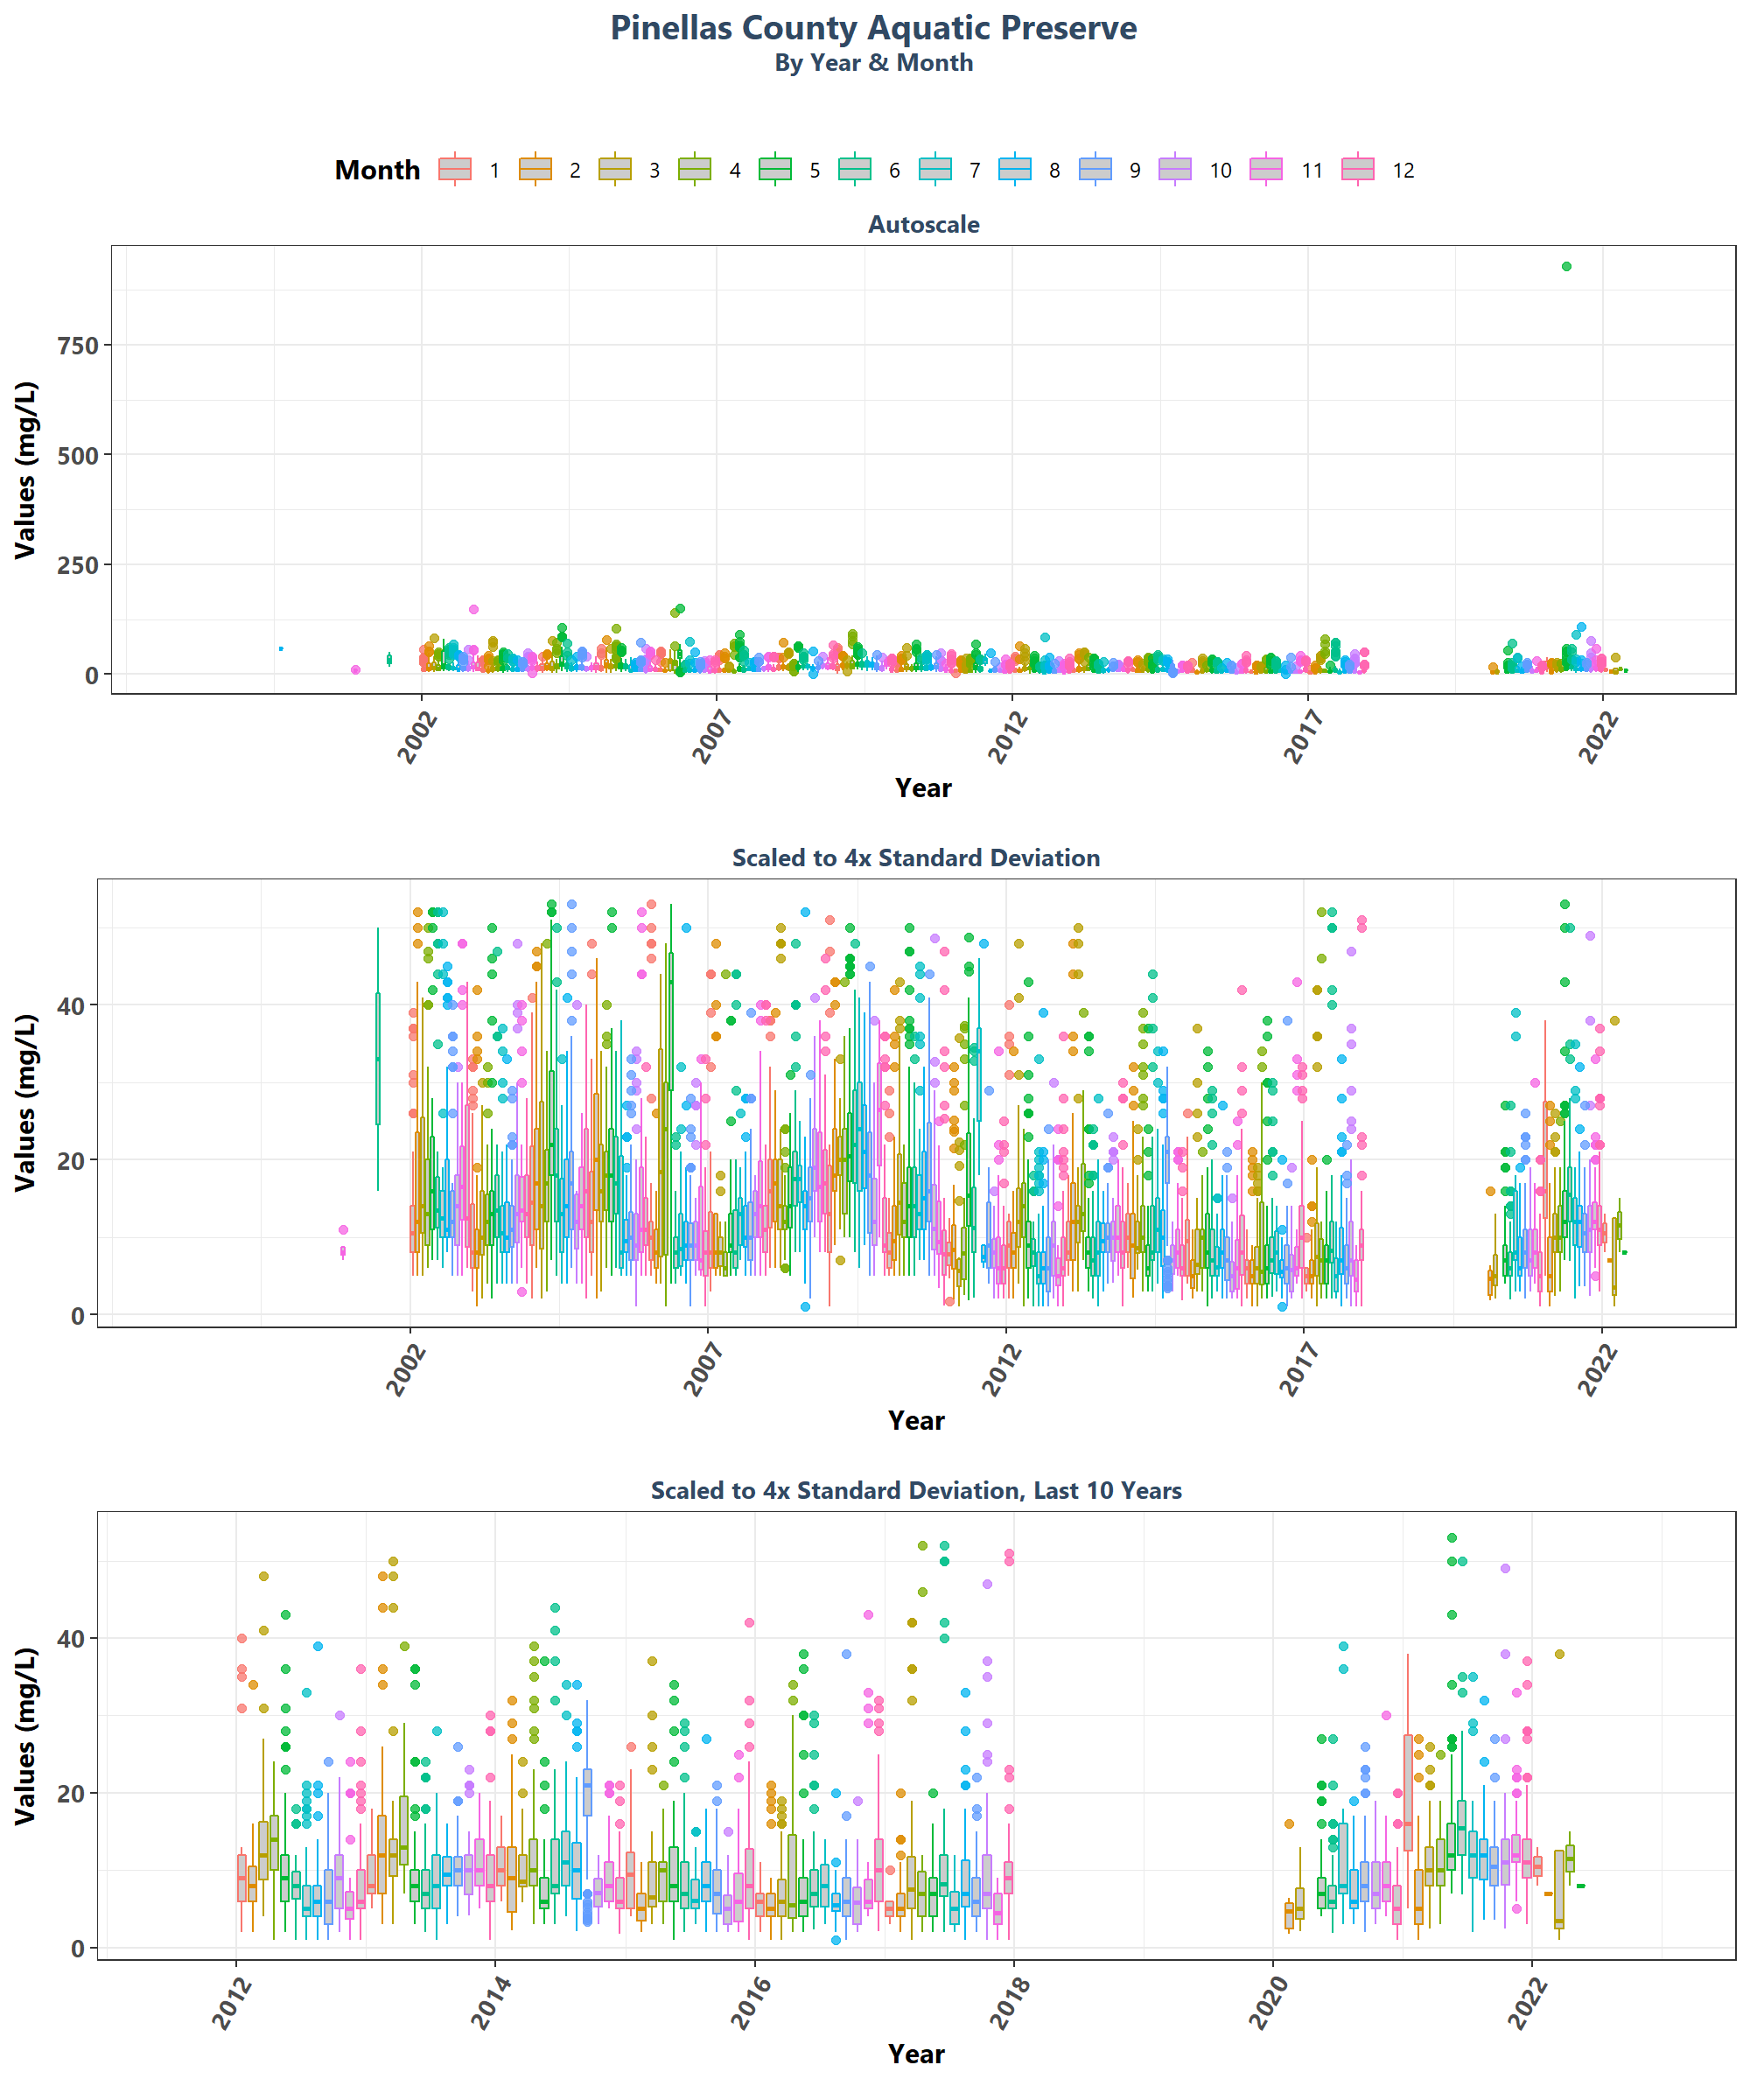 Pinellas County Aquatic Preserve
By Year & Month
Month 1 2 3 4 5 6 7 8 9 10 11 12
Autoscale
Values (mg/L)
750
500
250
0
2002 2007 2012 2017 2022
Year
Scaled to 4x Standard Deviation
Values (mg/L)
40
20
0
2002 2007 2012 2017 2022
Year
Scaled to 4x Standard Deviation, Last 10 Years
Values (mg/L)
40
20
0
2012 2014 2016 2018 2020 2022
Year